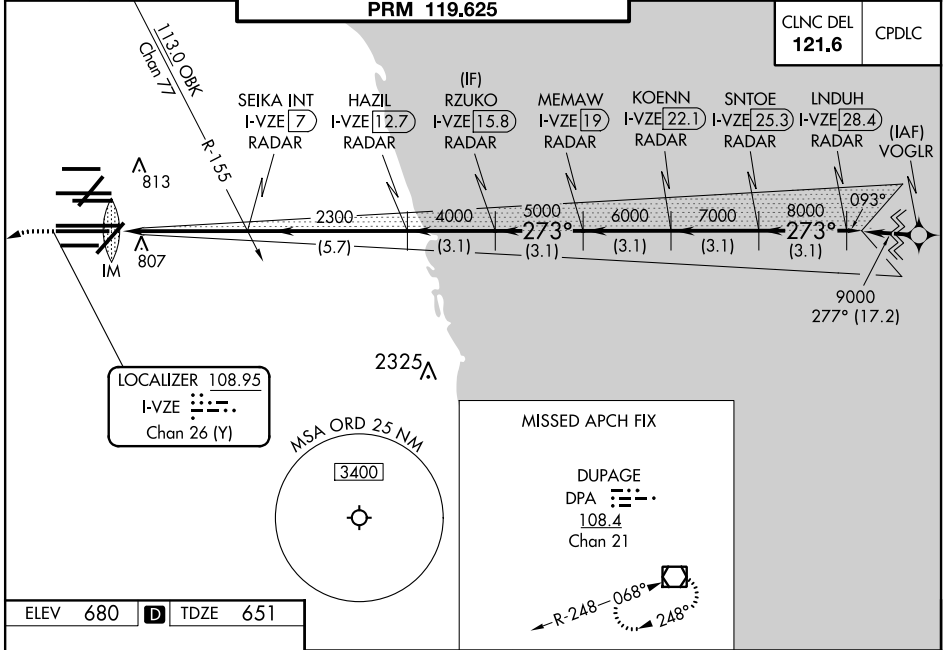 PRM 119.625
CLNC DEL
121.6
CPDLC
113.0 OBK
Chan 77
R-155
SEIKA INT
I-VZE 7
RADAR
HAZIL
I-VZE 12.7
RADAR
(IF)
RZUKO
I-VZE 15.8
RADAR
MEMAW
I-VZE 19
RADAR
KOENN
I-VZE 22.1
RADAR
SNTOE
I-VZE 25.3
RADAR
LNDUH
I-VZE 28.4
RADAR
(IAF)
VOGLR
813
807
IM
2300
4000
5000
6000
7000
8000
093°
273°
273°
(5.7)
(3.1)
(3.1)
(3.1)
(3.1)
(3.1)
9000
277° (17.2)
2325
LOCALIZER 108.95
I-VZE
Chan 26 (Y)
MSA ORD 25 NM
3400
MISSED APCH FIX
DUPAGE
DPA
108.4
Chan 21
R-248
068°
248°
ELEV 680 D TDZE 651